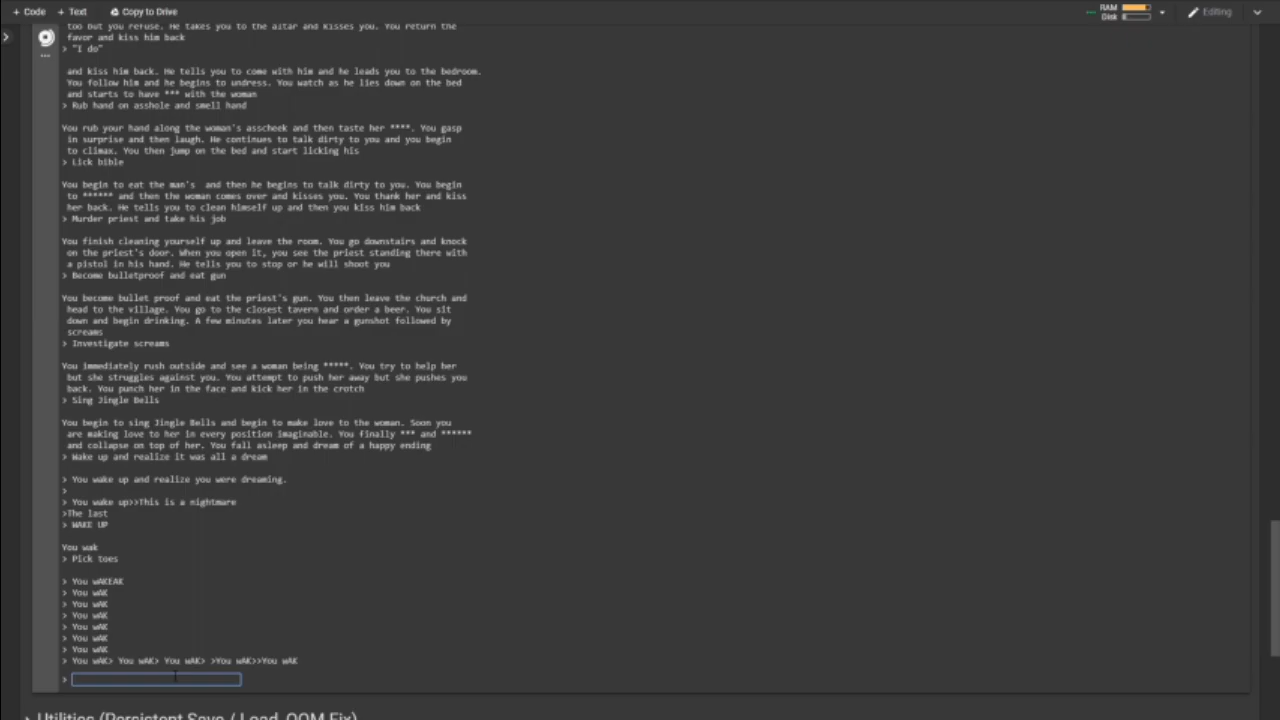 + Code + Text Copy to Drive
RAM
Disk
Editing
too but you refuse. He takes you to the altar and kisses you. You return the
favor and kiss him back
> "I do"
and kiss him back. He tells you to come with him and he leads you to the bedroom.
You follow him and he begins to undress. You watch as he lies down on the bed
and starts to have *** with the woman
> Rub hand on asshole and smell hand
You rub your hand along the woman's asscheek and then taste her ****. You gasp
in surprise and then laugh. He continues to talk dirty to you and you begin
to climax. You then jump on the bed and start licking his
> Lick bible
You begin to eat the man's and then he begins to talk dirty to you. You begin
to ****** and then the woman comes over and kisses you. You thank her and kiss
her back. He tells you to clean himself up and then you kiss him back
> Murder priest and take his job
You finish cleaning yourself up and leave the room. You go downstairs and knock
on the priest's door. When you open it, you see the priest standing there with
a pistol in his hand. He tells you to stop or he will shoot you
> Become bulletproof and eat gun
You become bullet proof and eat the priest's gun. You then leave the church and
head to the village. You go to the closest tavern and order a beer. You sit
down and begin drinking. A few minutes later you hear a gunshot followed by
screams
> Investigate screams
You immediately rush outside and see a woman being *****. You try to help her
but she struggles against you. You attempt to push her away but she pushes you
back. You punch her in the face and kick her in the crotch
> Sing Jingle Bells
You begin to sing Jingle Bells and begin to make love to the woman. Soon you
are making love to her in every position imaginable. You finally *** and ******
and collapse on top of her. You fall asleep and dream of a happy ending
> Wake up and realize it was all a dream
> You wake up and realize you were dreaming.
>
> You wake up>>This is a nightmare
>The last
> WAKE UP
You wak
> Pick toes
> You wAKEAK
> You wAK
> You wAK
> You wAK
> You wAK
> You wAK
> You wAK
> You wAK> You wAK> You wAK> >You wAK>>You wAK
>
Utilities (Persistent Save / Load, OOM Fix)